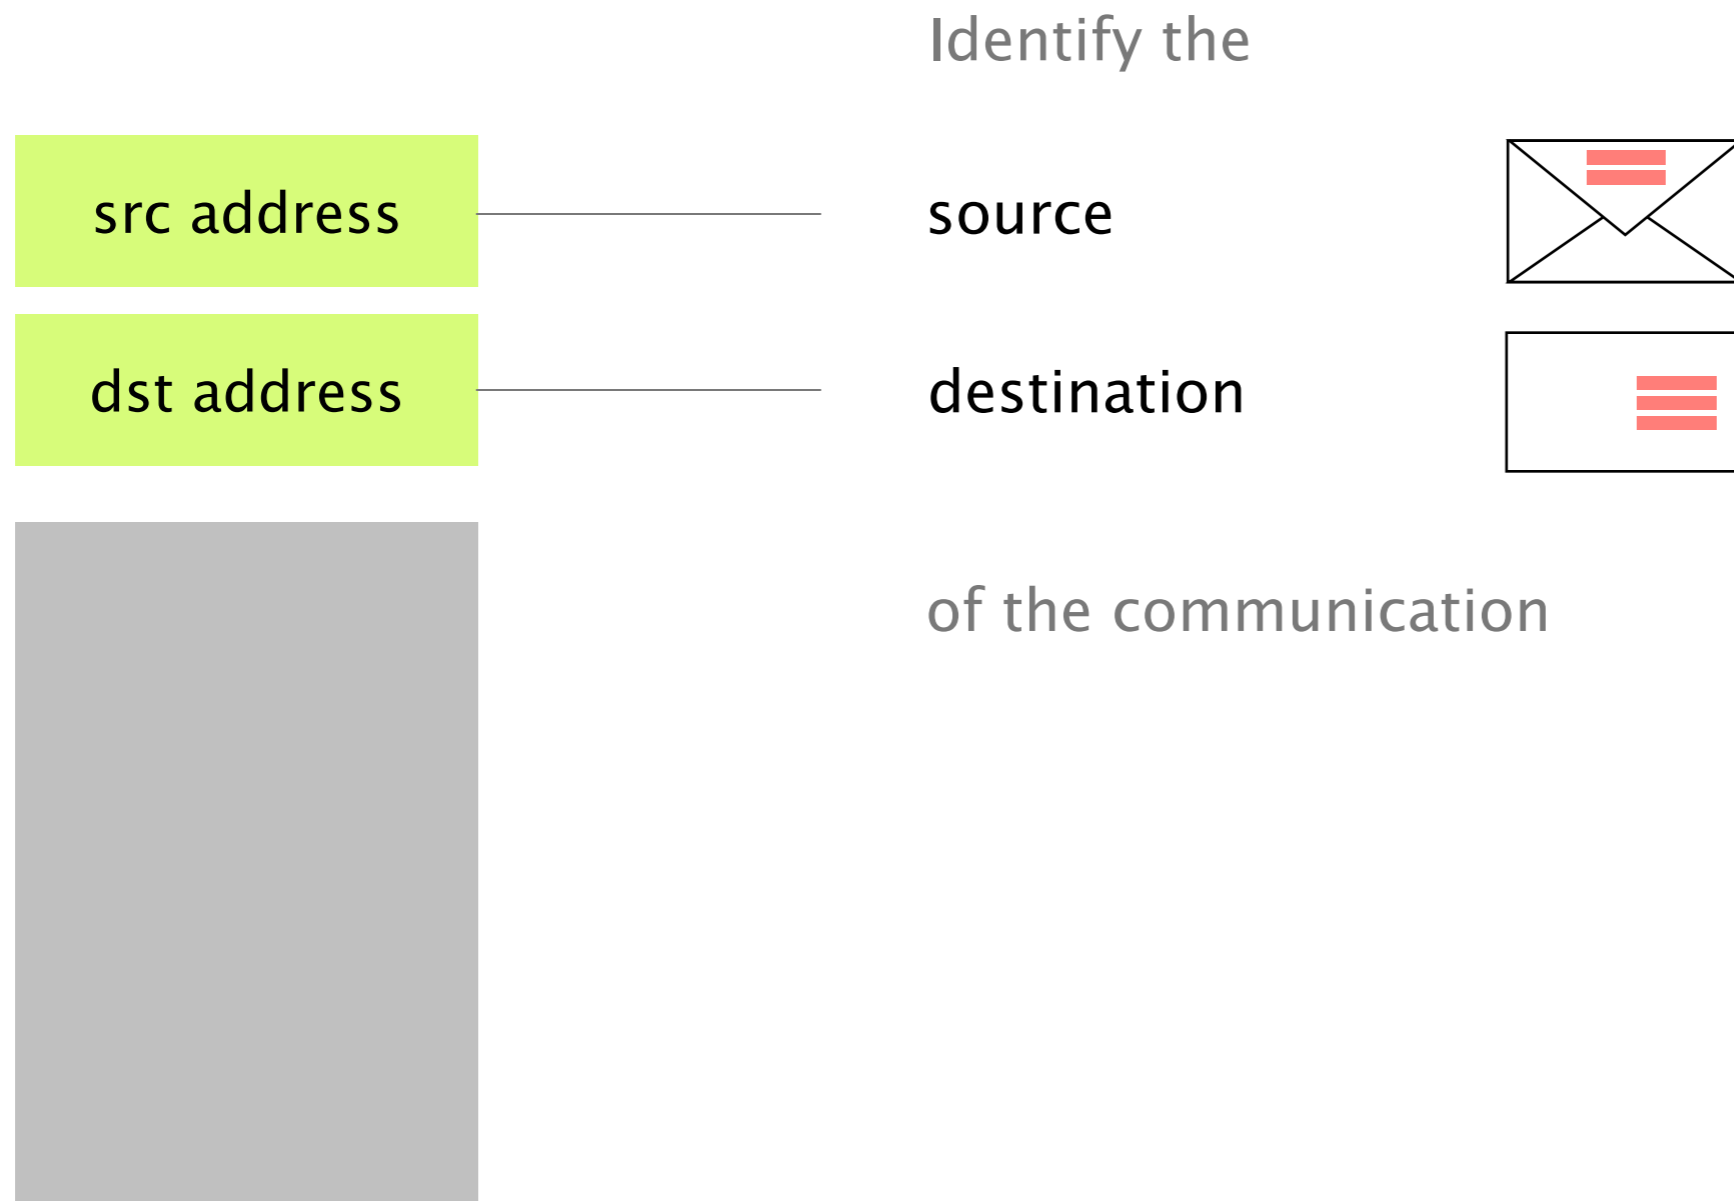 Identify the
src address
source
dst address
destination
of the communication